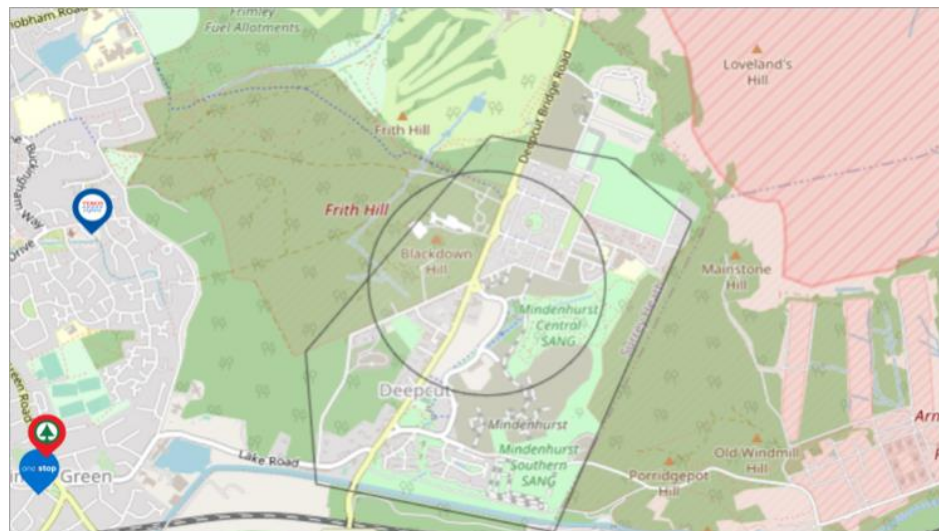 obham Road
Frimley
Fuel Allotments
Loveland's
Hill
Deepcut Bridge Road
Frith Hill
Buckingham Way
Drive
TESCO
Frith Hill
Blackdown
Hill
Mainstone
Hill
Mindenhurst
Central
SANG
Surrey Heath
Deepcut
Mindenhurst
Mindenhurst
Southern
SANG
een Road
Lake Road
one stop
Green
Old Windmill
Hill
Porridgepot
Hill
Arn